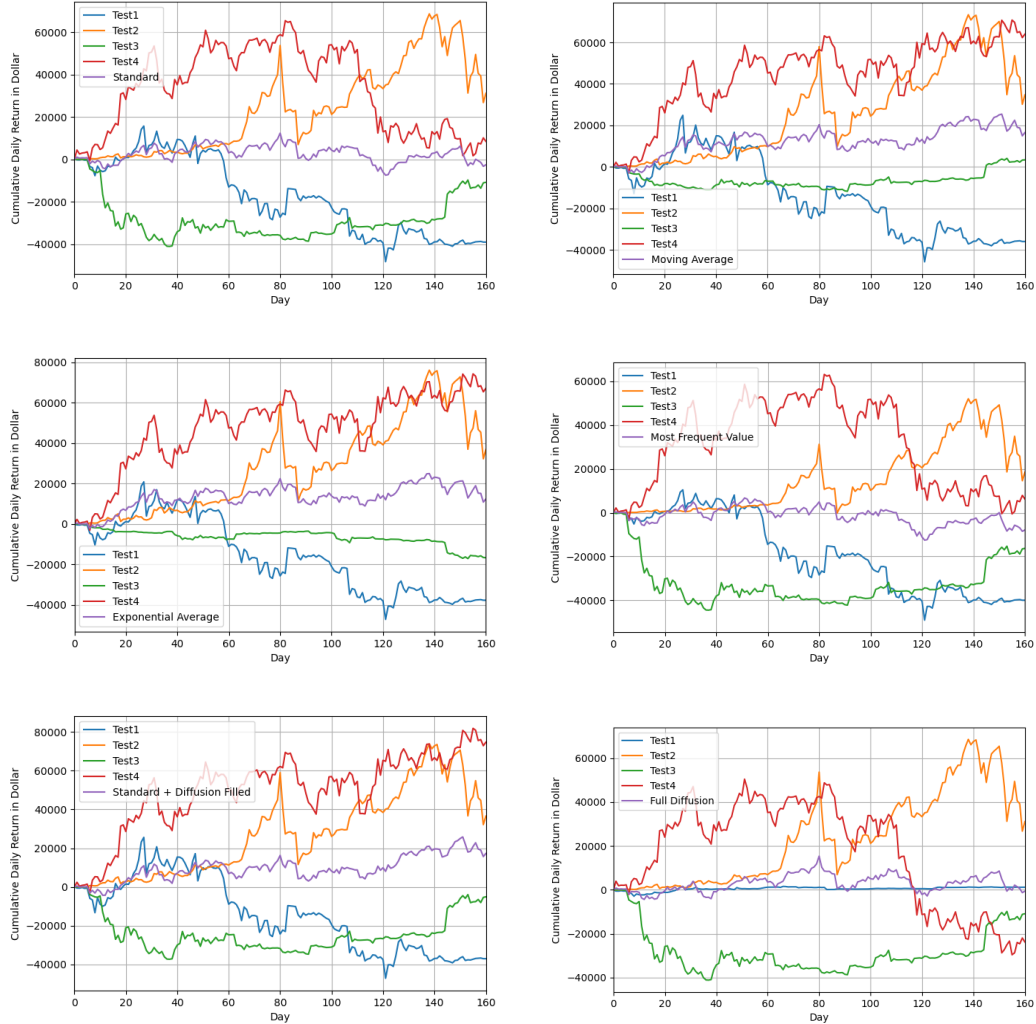 60000
40000
20000
0
−20000
−40000
Cumulative Daily Return in Dollar
Test1
Test2
Test3
Test4
Standard
0 20 40 60 80 100 120 140 160
Day
60000
40000
20000
0
−20000
−40000
Cumulative Daily Return in Dollar
Test1
Test2
Test3
Test4
Moving Average
0 20 40 60 80 100 120 140 160
Day
80000
60000
40000
20000
0
−20000
−40000
Cumulative Daily Return in Dollar
Test1
Test2
Test3
Test4
Exponential Average
0 20 40 60 80 100 120 140 160
Day
60000
40000
20000
0
−20000
−40000
Cumulative Daily Return in Dollar
Test1
Test2
Test3
Test4
Most Frequent Value
0 20 40 60 80 100 120 140 160
Day
80000
60000
40000
20000
0
−20000
−40000
Cumulative Daily Return in Dollar
Test1
Test2
Test3
Test4
Standard + Diffusion Filled
0 20 40 60 80 100 120 140 160
Day
60000
40000
20000
0
−20000
−40000
Cumulative Daily Return in Dollar
Test1
Test2
Test3
Test4
Full Diffusion
0 20 40 60 80 100 120 140 160
Day